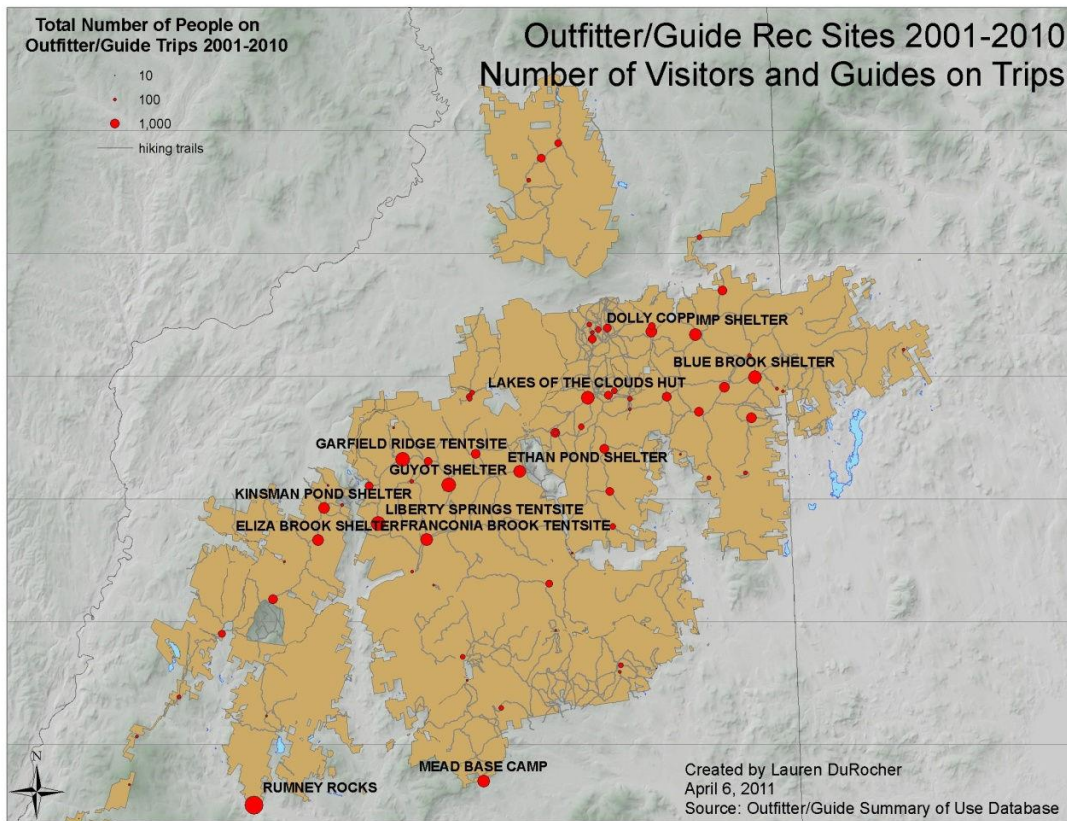 Total Number of People on
Outfitter/Guide Trips 2001-2010
10
100
1,000
hiking trails
Outfitter/Guide Rec Sites 2001-2010
Number of Visitors and Guides on Trips
DOLLY COPP
IMP SHELTER
BLUE BROOK SHELTER
LAKES OF THE CLOUDS HUT
GARFIELD RIDGE TENTSITE
ETHAN POND SHELTER
GUYOT SHELTER
KINSMAN POND SHELTER
LIBERTY SPRINGS TENTSITE
ELIZA BROOK SHELTER
FRANCONIA BROOK TENTSITE
MEAD BASE CAMP
RUMNEY ROCKS
N
Created by Lauren DuRocher
April 6, 2011
Source: Outfitter/Guide Summary of Use Database